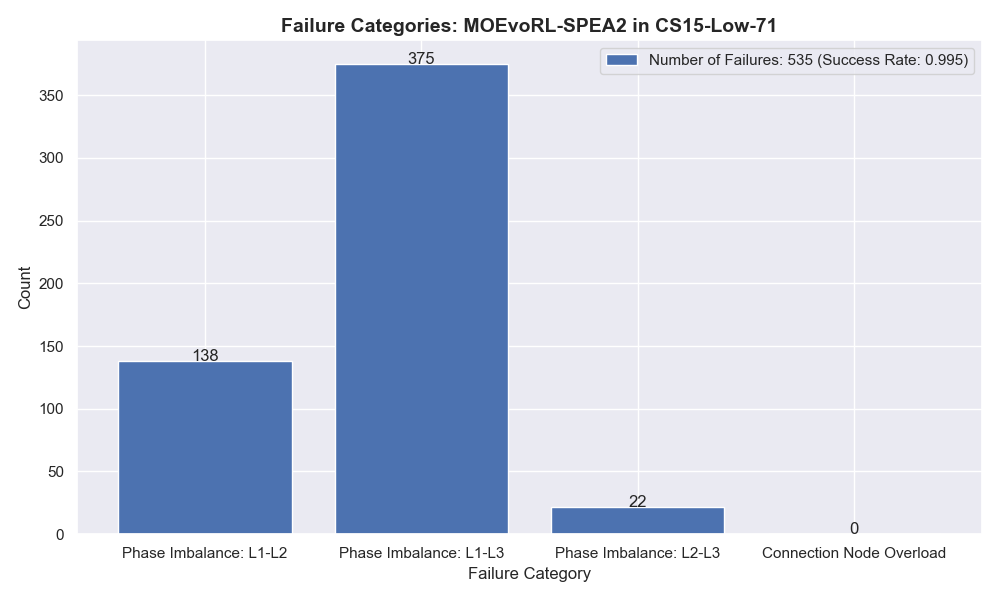 Failure Categories: MOEvoRL-SPEA2 in CS15-Low-71
Number of Failures: 535 (Success Rate: 0.995)
Count
350
300
250
200
150
100
50
0
138
375
22
0
Phase Imbalance: L1-L2
Phase Imbalance: L1-L3
Phase Imbalance: L2-L3
Connection Node Overload
Failure Category